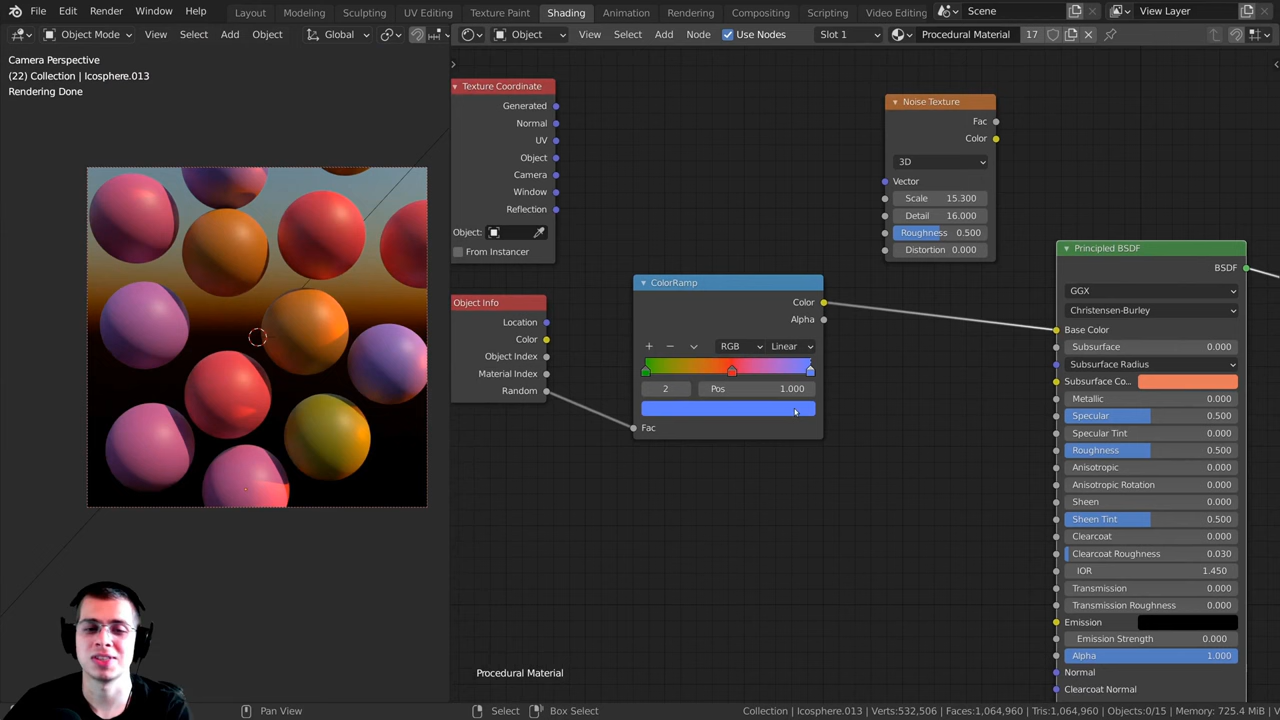 File Edit Render Window Help Layout Modeling Sculpting UV Editing Texture Paint Shading Animation Rendering Compositing Scripting Video Editing Scene View Layer
Object Mode View Select Add Object Global Object View Select Add Node Use Nodes Slot 1 Procedural Material 17
Camera Perspective
(22) Collection | Icosphere.013
Rendering Done
Texture Coordinate
Generated
Normal
UV
Object
Camera
Window
Reflection
Object:
From Instancer
Object Info
Location
Color
Object Index
Material Index
Random
ColorRamp
Color
Alpha
RGB Linear
2 Pos 1.000
Fac
Noise Texture
Fac
Color
3D
Vector
Scale 15.300
Detail 16.000
Roughness 0.500
Distortion 0.000
Principled BSDF
BSDF
GGX
Christensen-Burley
Base Color
Subsurface 0.000
Subsurface Radius
Subsurface Co...
Metallic 0.000
Specular 0.500
Specular Tint 0.000
Roughness 0.500
Anisotropic 0.000
Anisotropic Rotation 0.000
Sheen 0.000
Sheen Tint 0.500
Clearcoat 0.000
Clearcoat Roughness 0.030
IOR 1.450
Transmission 0.000
Transmission Roughness 0.000
Emission
Emission Strength 0.000
Alpha 1.000
Normal
Clearcoat Normal
Procedural Material
Pan View Select Box Select Collection | Icosphere.013 | Verts:532,506 | Faces:1,064,960 | Tris:1,064,960 | Objects:0/15 | Memory: 725.4 MiB